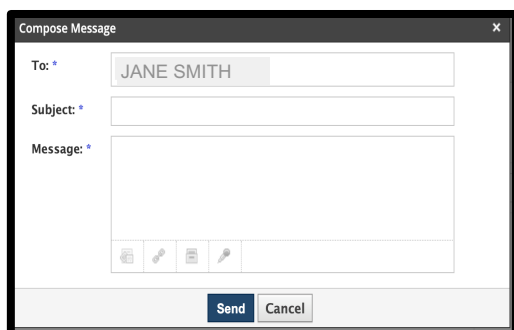 Compose Message ×
To: * JANE SMITH
Subject: *
Message: *
Send Cancel